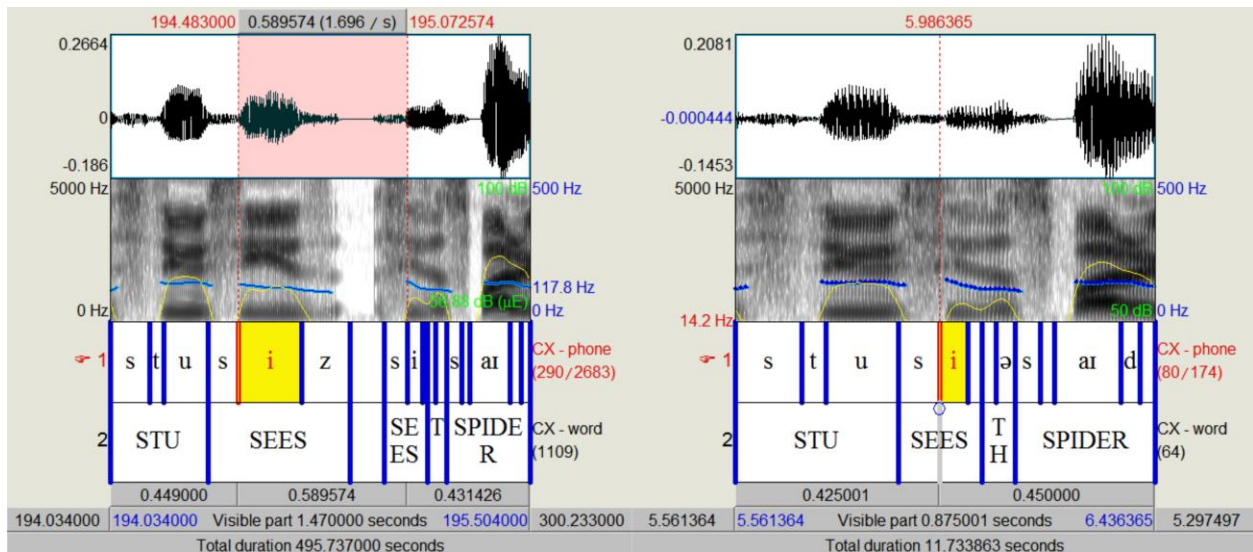 194.483000 0.589574 (1.696 / s) 195.072574
0.2664
0
-0.186
5000 Hz 100 dB 500 Hz
117.8 Hz
68.88 dB (µE)
0 Hz 0 Hz
☞ 1 s t u s i z s i s aɪ CX - phone
(290/2683)
2 STU SEES SE
ES T SPIDE
R CX - word
(1109)
0.449000 0.589574 0.431426
194.034000 194.034000 Visible part 1.470000 seconds 195.504000 300.233000
Total duration 495.737000 seconds
5.986365
0.2081
-0.000444
-0.1453
5000 Hz 100 dB 500 Hz
14.2 Hz 50 dB 0 Hz
☞ 1 s t u s i ə s aɪ d CX - phone
(80/174)
2 STU SEES T
H SPIDER CX - word
(64)
0.425001 0.450000
5.561364 5.561364 Visible part 0.875001 seconds 6.436365 5.297497
Total duration 11.733863 seconds